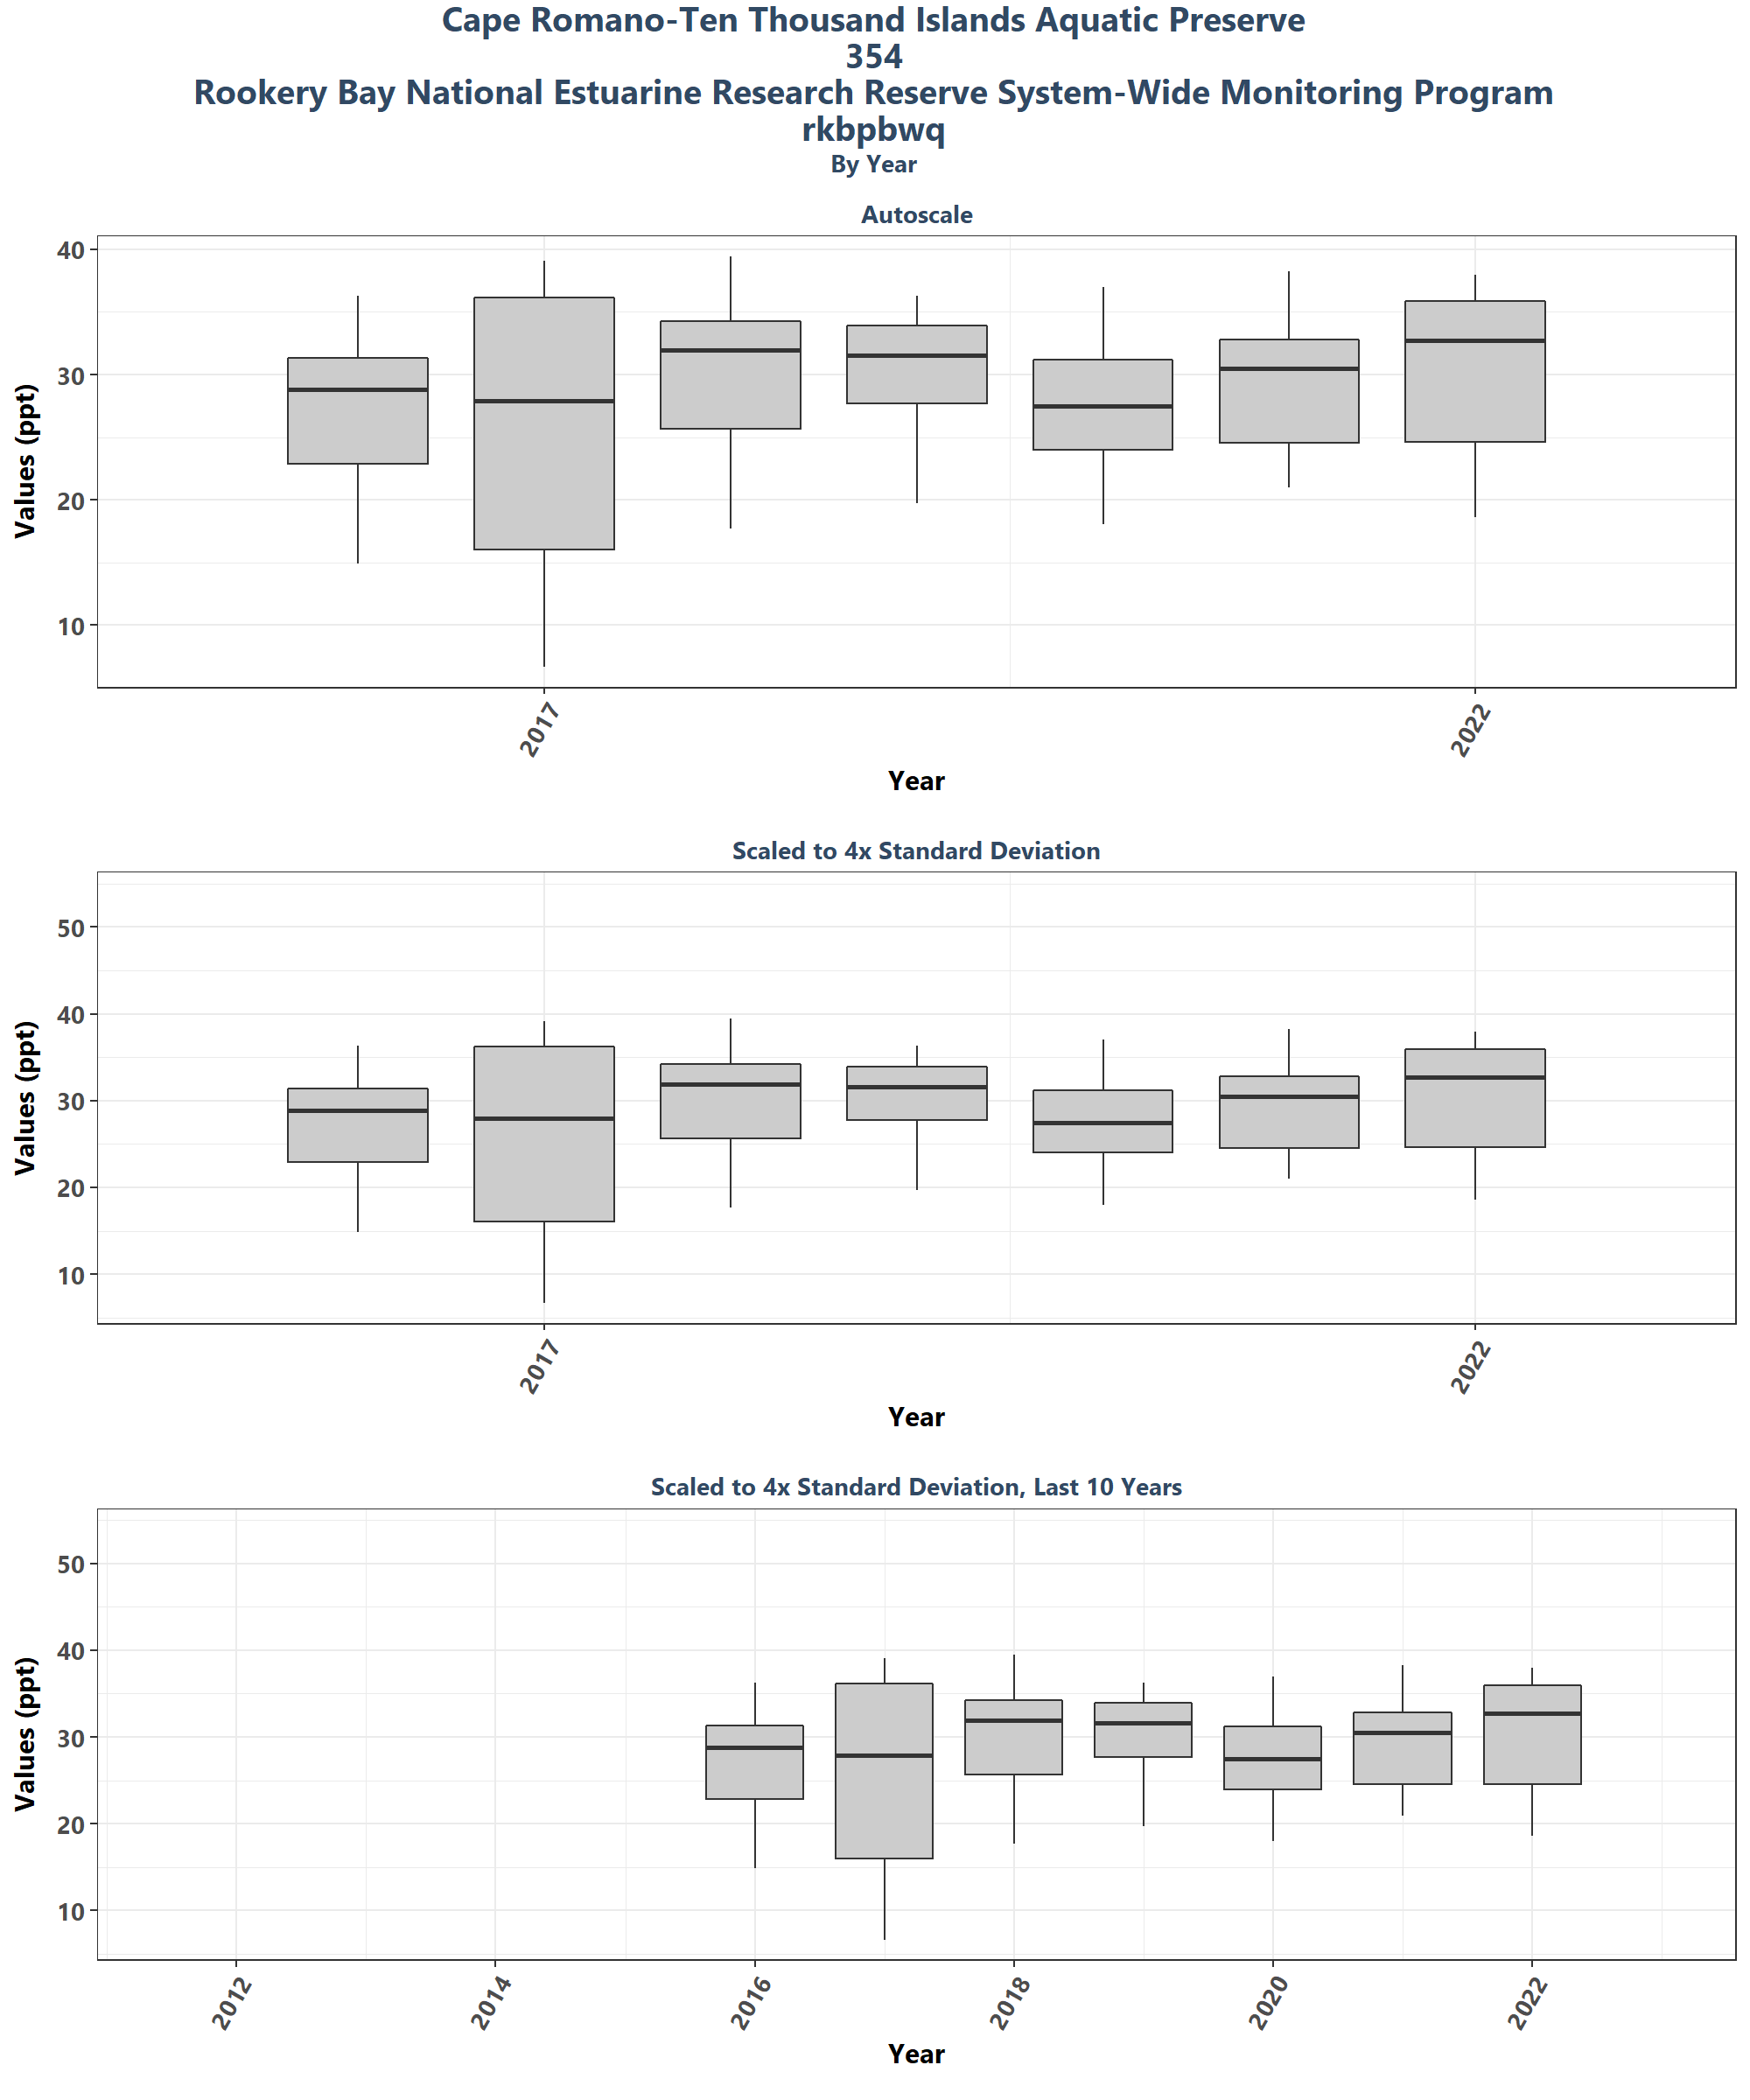 Cape Romano-Ten Thousand Islands Aquatic Preserve
354
Rookery Bay National Estuarine Research Reserve System-Wide Monitoring Program
rkbpbwq
By Year
Autoscale
40
30
20
10
Values (ppt)
2017
2022
Year
Scaled to 4x Standard Deviation
50
40
30
20
10
Values (ppt)
2017
2022
Year
Scaled to 4x Standard Deviation, Last 10 Years
50
40
30
20
10
Values (ppt)
2012
2014
2016
2018
2020
2022
Year